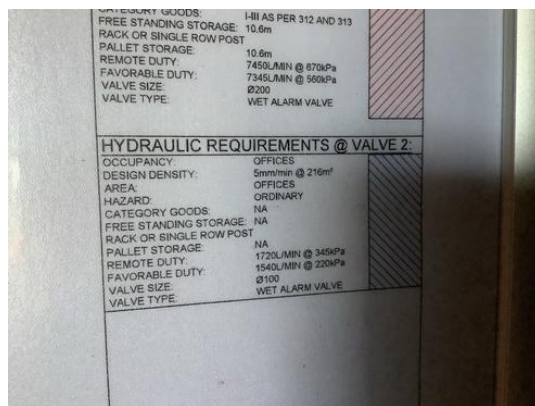 CATEGORY GOODS: I-III AS PER 312 AND 313
FREE STANDING STORAGE: 10.6m
RACK OR SINGLE ROW POST
PALLET STORAGE: 10.6m
REMOTE DUTY: 7450L/MIN @ 670kPa
FAVORABLE DUTY: 7345L/MIN @ 560kPa
VALVE SIZE: Ø200
VALVE TYPE: WET ALARM VALVE
HYDRAULIC REQUIREMENTS @ VALVE 2:
OCCUPANCY: OFFICES
DESIGN DENSITY: 5mm/min @ 216m²
AREA: OFFICES
HAZARD: ORDINARY
CATEGORY GOODS: NA
FREE STANDING STORAGE: NA
RACK OR SINGLE ROW POST
PALLET STORAGE: NA
REMOTE DUTY: 1720L/MIN @ 345kPa
FAVORABLE DUTY: 1540L/MIN @ 220kPa
VALVE SIZE: Ø100
VALVE TYPE: WET ALARM VALVE